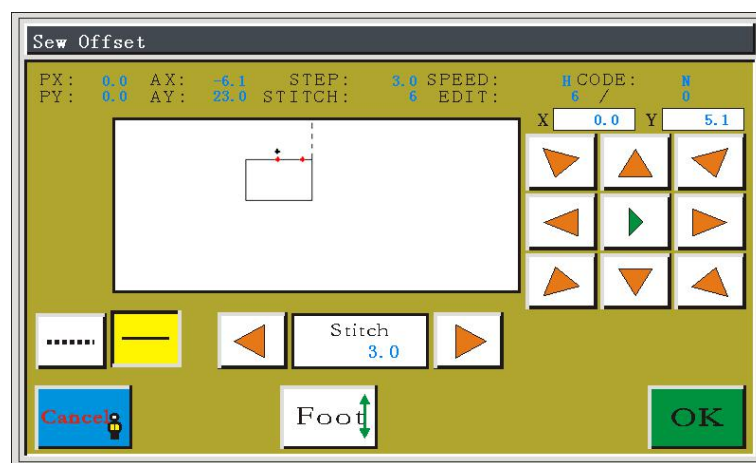 Sew Offset
PX: 0.0 AX: -6.1 STEP: 3.0 SPEED: H CODE: N
PY: 0.0 AY: 23.0 STITCH: 6 EDIT: 6 / 0
X 0.0 Y 5.1
Stitch
3.0
Cancel
Foot
OK